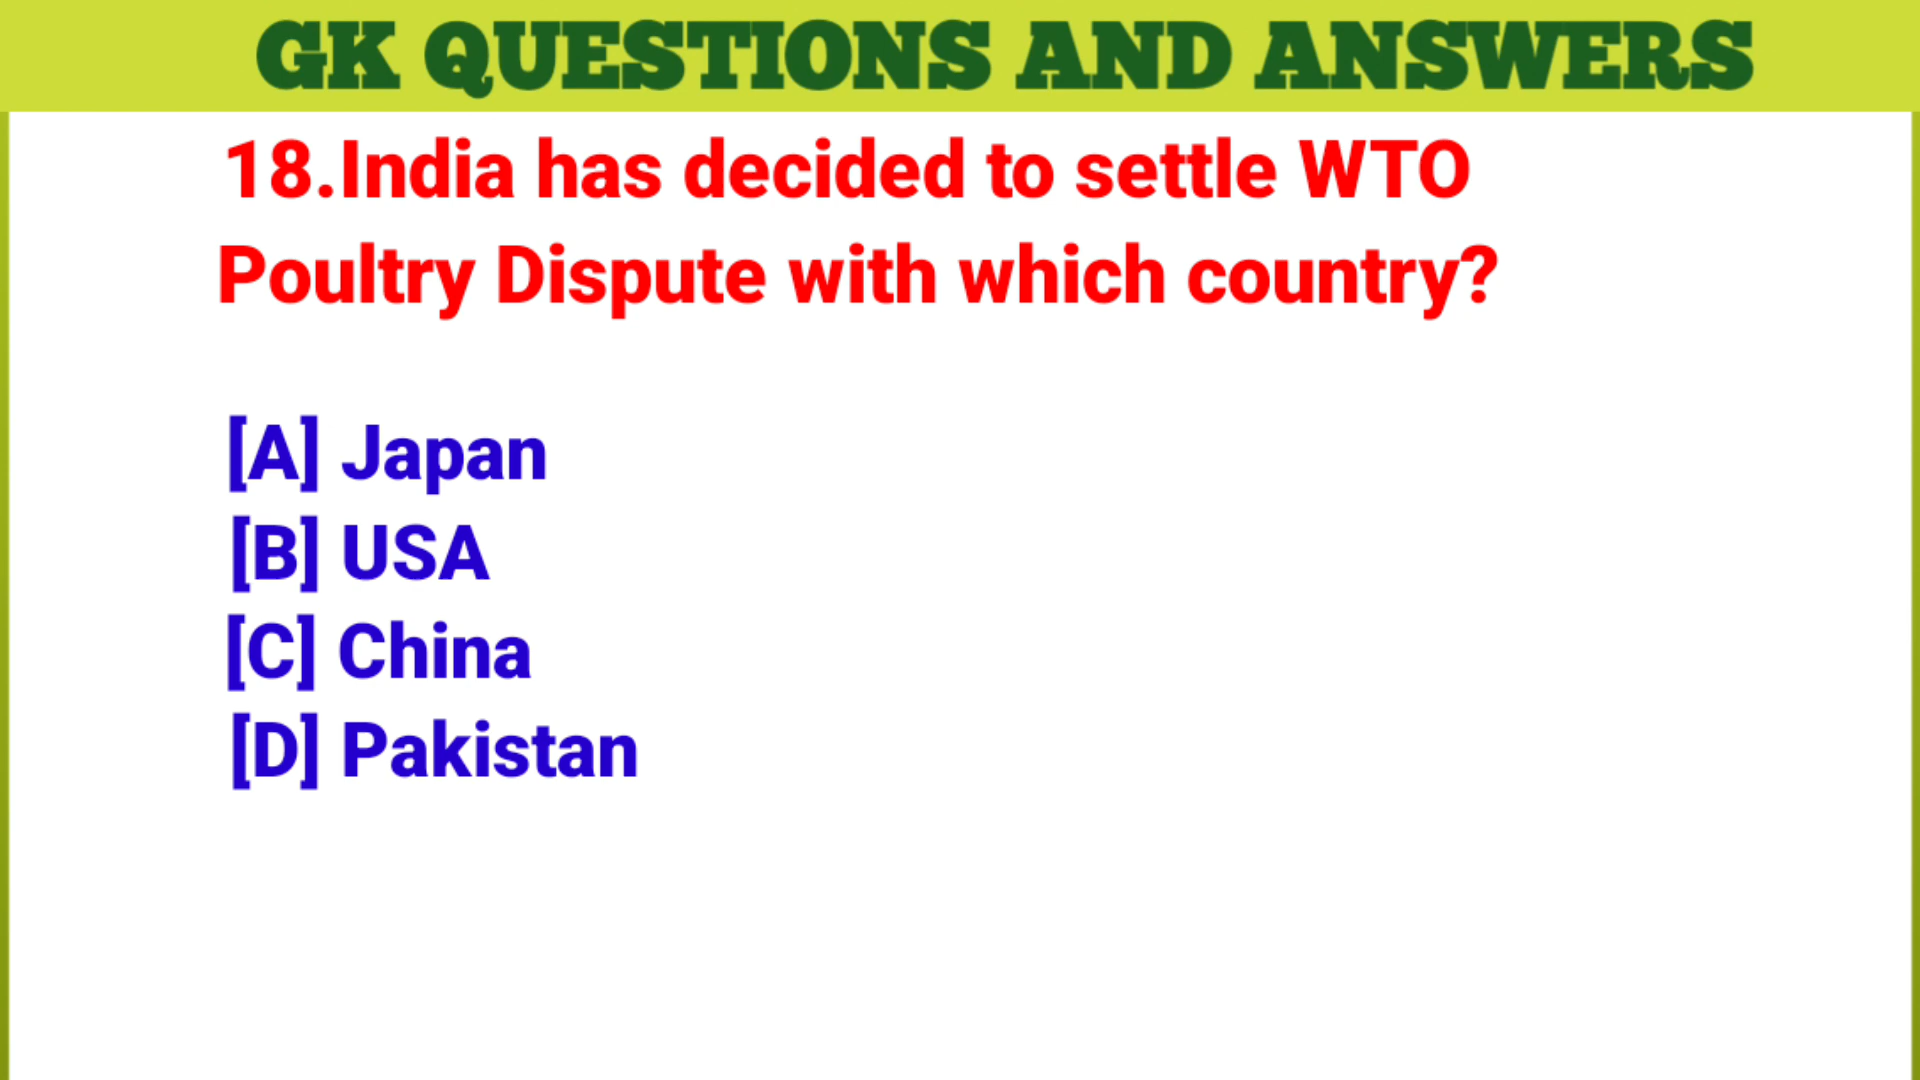 GK QUESTIONS AND ANSWERS
18.India has decided to settle WTO
Poultry Dispute with which country?
[A] Japan
[B] USA
[C] China
[D] Pakistan